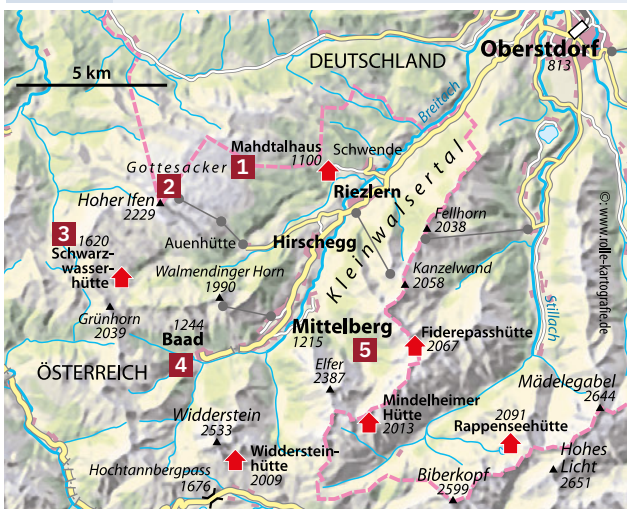 Oberstdorf
813
DEUTSCHLAND
5 km
Breitach
Mahdtalhaus
1100
Schwende
Gottesacker
1
2
Riezlern
Hoher Ifen
2229
Kleinwalsertal
Fellhorn
2038
3
1620
Schwarz-
wasser-
hütte
Auenhütte
Hirschegg
Walmendinger Horn
1990
Kanzelwand
2058
©: www.rolle-kartografie.de
Stillach
Grünhorn
2039
1244
Baad
4
Mittelberg
1215
5
Fiderepasshütte
2067
ÖSTERREICH
Elfer
2387
Mädelegabel
2644
Widderstein
2533
Mindelheimer
Hütte
2013
2091
Rappenseehütte
Widderstein-
hütte
2009
Hochtannbergpass
1676
Biberkopf
2599
Hohes
Licht
2651